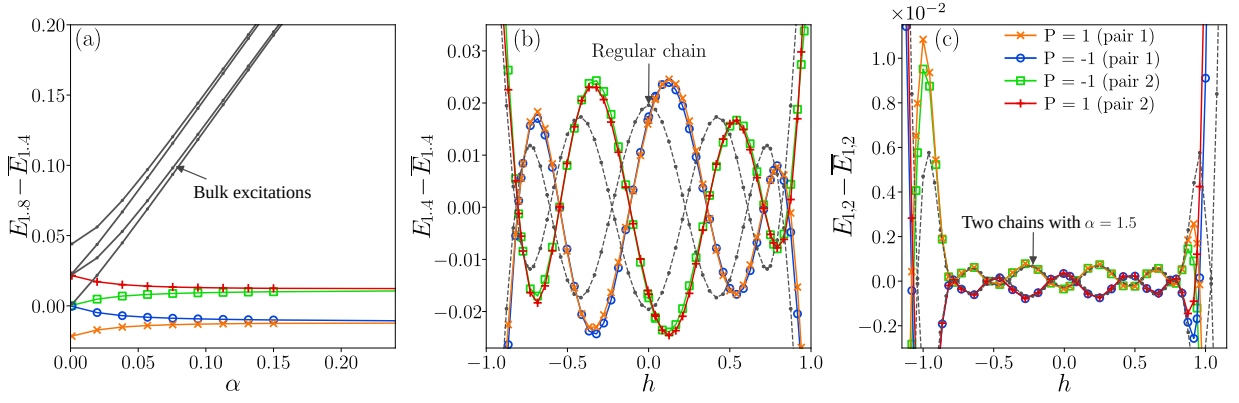 (a)
E_{1.8} − \overline{E}_{1.4}
0.20
0.15
0.10
0.05
0.00
Bulk excitations
0.00 0.05 0.10 0.15 0.20
α
(b)
E_{1.4} − \overline{E}_{1.4}
0.03
0.02
0.01
0.00
−0.01
−0.02
Regular chain
−1.0 −0.5 0.0 0.5 1.0
h
×10^{−2}
(c)
E_{1,2} − \overline{E}_{1,2}
1.0
0.8
0.6
0.4
0.2
0.0
−0.2
P = 1 (pair 1)
P = -1 (pair 1)
P = -1 (pair 2)
P = 1 (pair 2)
Two chains with α = 1.5
−1.0 −0.5 0.0 0.5 1.0
h